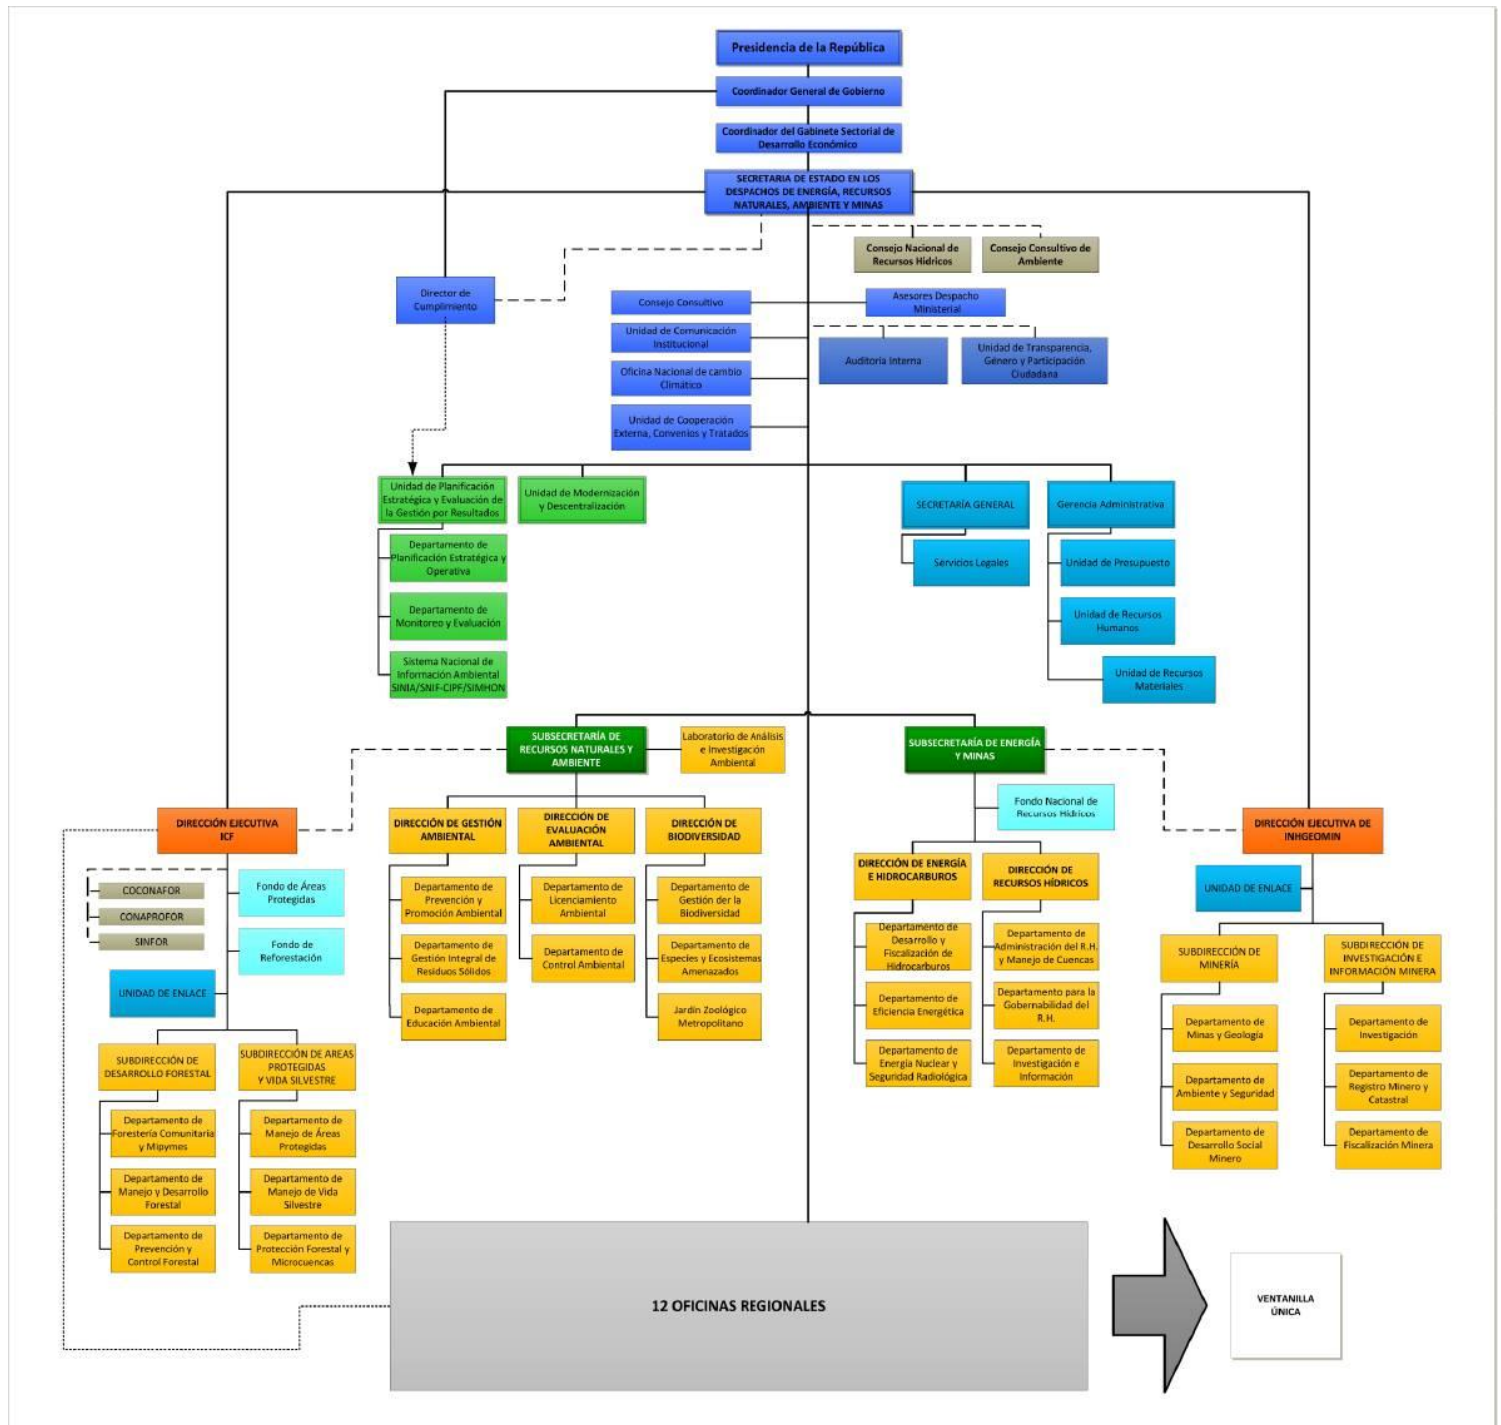 Presidencia de la República
Coordinador General de Gobierno
Coordinador del Gabinete Sectorial de
Desarrollo Económico
SECRETARIA DE ESTADO EN LOS
DESPACHOS DE ENERGÍA, RECURSOS
NATURALES, AMBIENTE Y MINAS
Consejo Nacional de
Recursos Hídricos
Consejo Consultivo de
Ambiente
Director de
Cumplimiento
Consejo Consultivo
Asesores Despacho
Ministerial
Unidad de Comunicación
Institucional
Auditoría Interna
Unidad de Transparencia,
Género y Participación
Ciudadana
Oficina Nacional de cambio
Climático
Unidad de Cooperación
Externa, Convenios y Tratados
Unidad de Planificación
Estratégica y Evaluación de
la Gestión por Resultados
Unidad de Modernización
y Descentralización
SECRETARÍA GENERAL
Gerencia Administrativa
Departamento de
Planificación Estratégica y
Operativa
Servicios Legales
Unidad de Presupuesto
Departamento de
Monitoreo y Evaluación
Unidad de Recursos
Humanos
Sistema Nacional de
Información Ambiental
SINIA/SNIF-CIPF/SIMHON
Unidad de Recursos
Materiales
SUBSECRETARÍA DE
RECURSOS NATURALES Y
AMBIENTE
Laboratorio de Análisis
e Investigación
Ambiental
SUBSECRETARÍA DE ENERGÍA
Y MINAS
DIRECCIÓN EJECUTIVA
ICF
DIRECCIÓN DE GESTIÓN
AMBIENTAL
DIRECCIÓN DE
EVALUACIÓN
AMBIENTAL
DIRECCIÓN DE
BIODIVERSIDAD
Fondo Nacional de
Recursos Hídricos
DIRECCIÓN EJECUTIVA DE
INHGEOMIN
COCONAFOR
CONAPROFOR
SINFOR
Fondo de Áreas
Protegidas
Fondo de
Reforestación
UNIDAD DE ENLACE
Departamento de
Prevención y
Promoción Ambiental
Departamento de
Licenciamiento
Ambiental
Departamento de
Gestión der la
Biodiversidad
Departamento de
Gestión Integral de
Residuos Sólidos
Departamento de
Control Ambiental
Departamento de
Especies y Ecosistemas
Amenazados
Departamento de
Educación Ambiental
Jardín Zoológico
Metropolitano
DIRECCIÓN DE ENERGÍA
E HIDROCARBUROS
DIRECCIÓN DE
RECURSOS HÍDRICOS
Departamento de
Desarrollo y
Fiscalización de
Hidrocarburos
Departamento de
Administración del R.H.
y Manejo de Cuencas
Departamento de
Eficiencia Energética
Departamento para la
Gobernabilidad del
R.H.
Departamento de
Energía Nuclear y
Seguridad Radiológica
Departamento de
Investigación e
Información
UNIDAD DE ENLACE
SUBDIRECCIÓN DE
MINERÍA
SUBDIRECCIÓN DE
INVESTIGACIÓN E
INFORMACIÓN MINERA
Departamento de
Minas y Geología
Departamento de
Investigación
Departamento de
Ambiente y Seguridad
Departamento de
Registro Minero y
Catastral
Departamento de
Desarrollo Social
Minero
Departamento de
Fiscalización Minera
SUBDIRECCIÓN DE
DESARROLLO FORESTAL
SUBDIRECCIÓN DE AREAS
PROTEGIDAS
Y VIDA SILVESTRE
Departamento de
Forestería Comunitaria
y Mipymes
Departamento de
Manejo de Áreas
Protegidas
Departamento de
Manejo y Desarrollo
Forestal
Departamento de
Manejo de Vida
Silvestre
Departamento de
Prevención y
Control Forestal
Departamento de
Protección Forestal y
Microcuencas
12 OFICINAS REGIONALES
VENTANILLA
ÚNICA